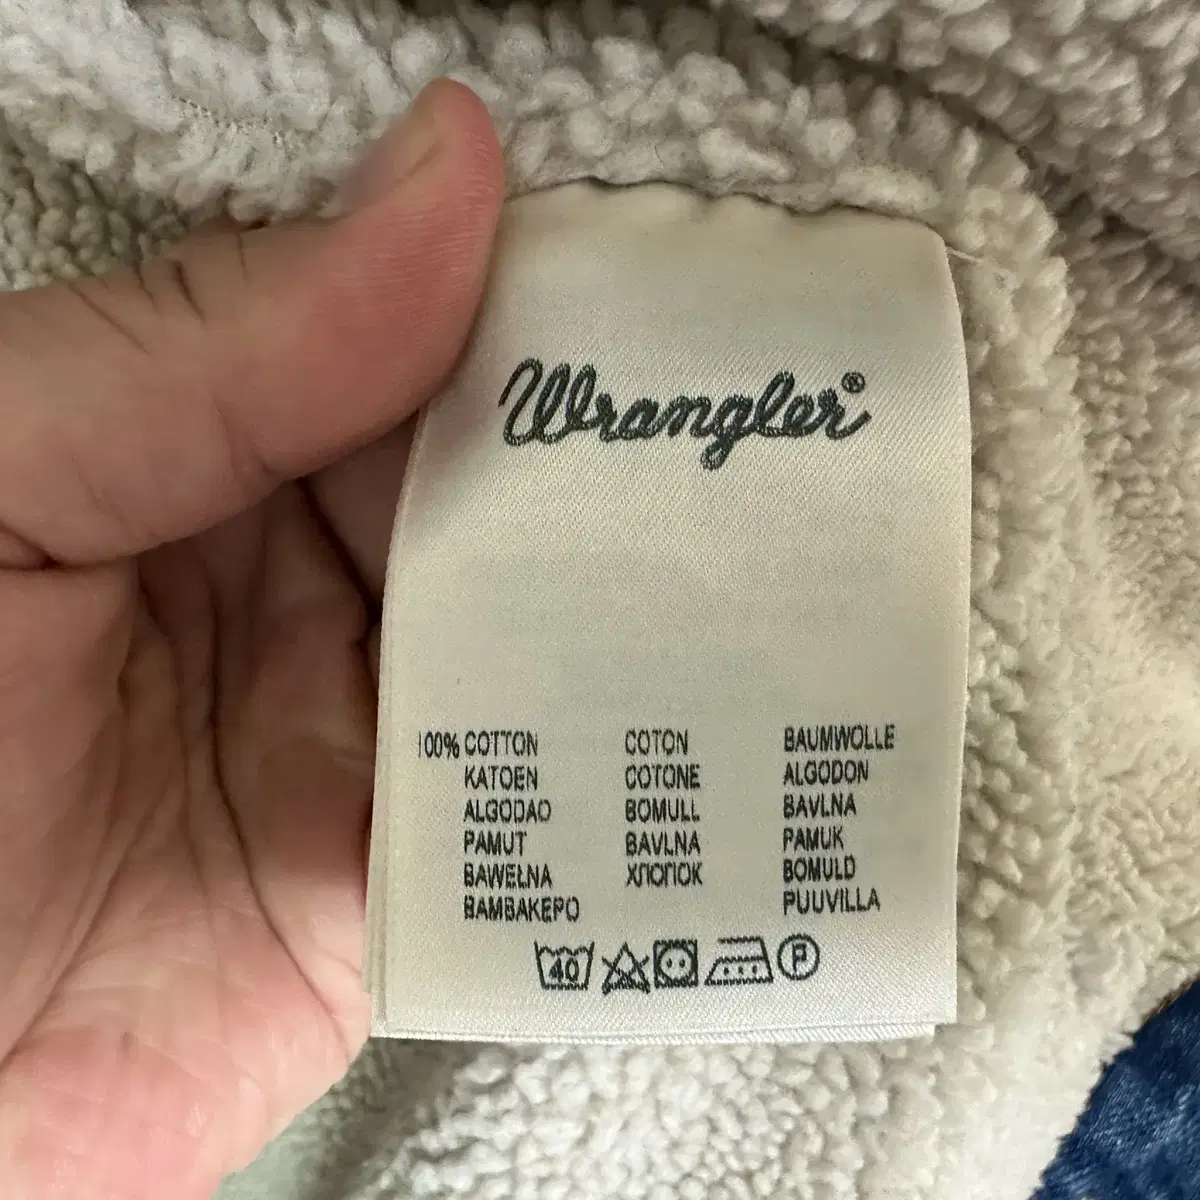 Wrangler®
100% COTTON COTON BAUMWOLLE
KATOEN COTONE ALGODON
ALGODAO BOMULL BAVLNA
PAMUT BAVLNA PAMUK
BAWEŁNA ХЛОПОК BOMULD
BAMBAKEPO PUUVILLA
40 P